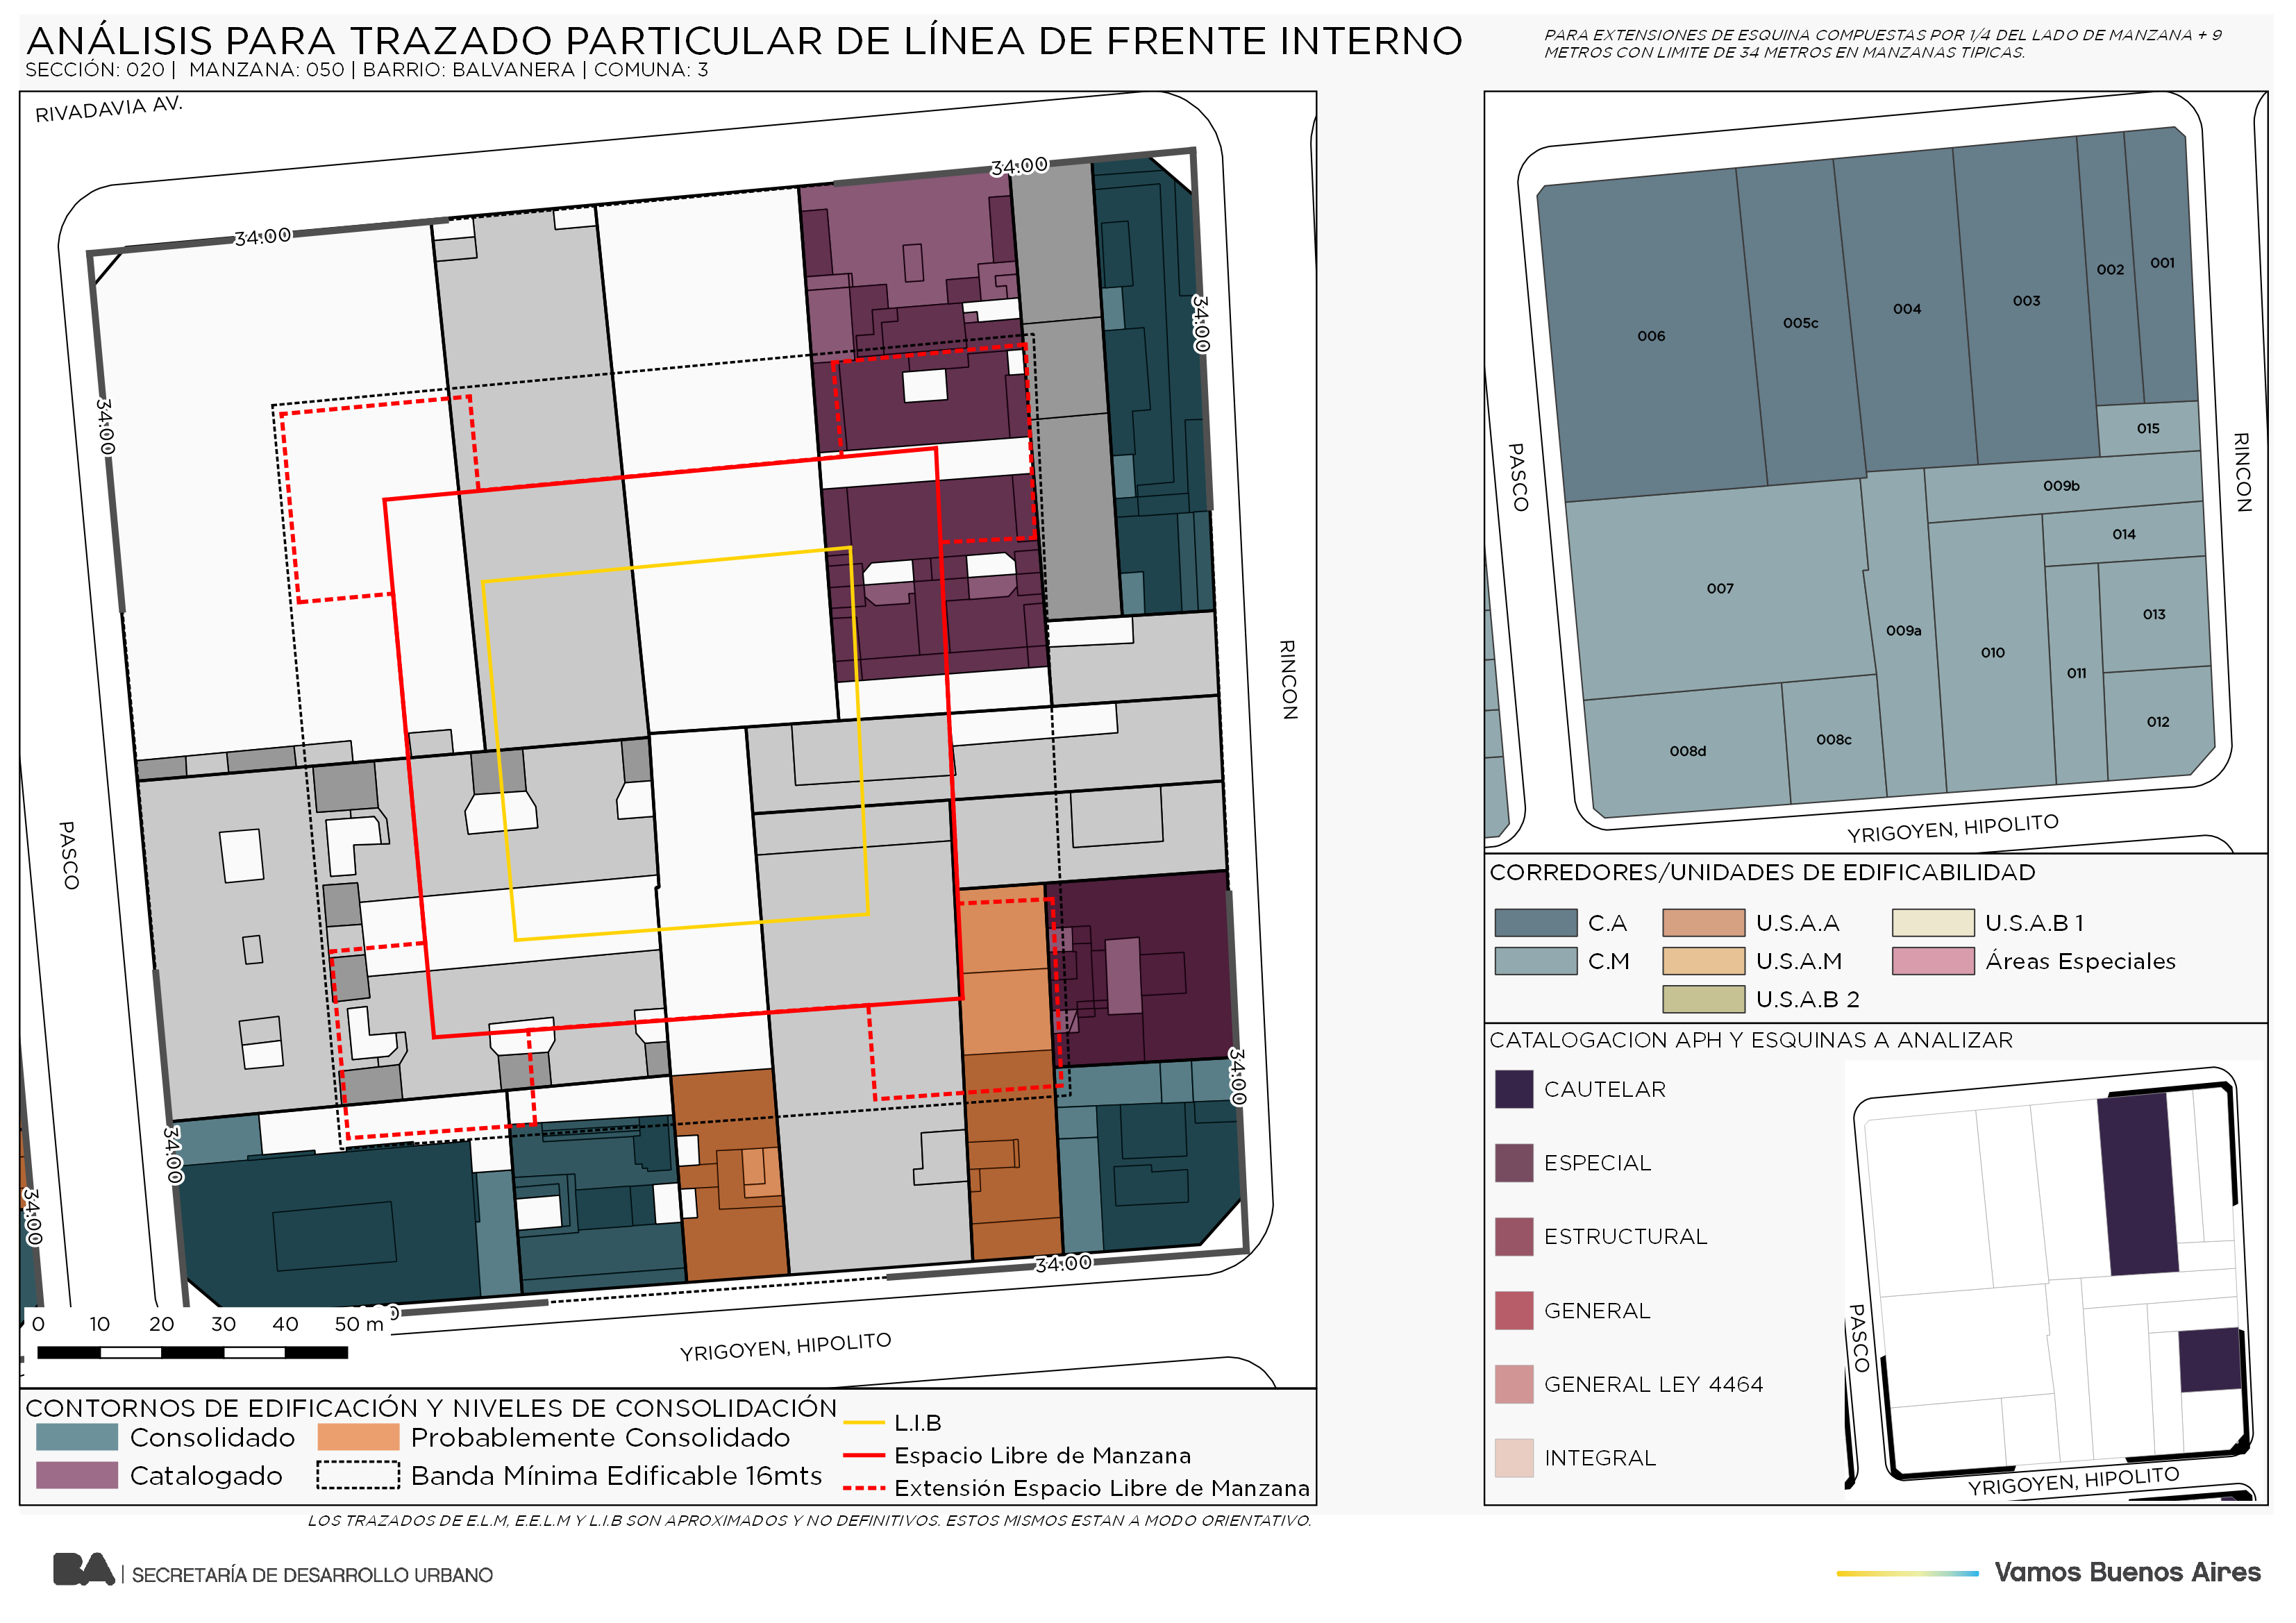 ANÁLISIS PARA TRAZADO PARTICULAR DE LÍNEA DE FRENTE INTERNO
SECCIÓN: 020 | MANZANA: 050 | BARRIO: BALVANERA | COMUNA: 3
PARA EXTENSIONES DE ESQUINA COMPUESTAS POR 1/4 DEL LADO DE MANZANA + 9
METROS CON LIMITE DE 34 METROS EN MANZANAS TIPICAS.
RIVADAVIA AV.
34:00
34:00
34:00
34:00
RINCON
PASCO
34:00
34:00
34:00
34:00
0 10 20 30 40 50 m
YRIGOYEN, HIPOLITO
CONTORNOS DE EDIFICACIÓN Y NIVELES DE CONSOLIDACIÓN
Consolidado
Probablemente Consolidado
Catalogado
Banda Mínima Edificable 16mts
L.I.B
Espacio Libre de Manzana
Extensión Espacio Libre de Manzana
LOS TRAZADOS DE E.L.M, E.E.L.M Y L.I.B SON APROXIMADOS Y NO DEFINITIVOS. ESTOS MISMOS ESTAN A MODO ORIENTATIVO.
006
005c
004
003
002
001
015
009b
014
007
009a
010
011
013
012
008d
008c
PASCO
RINCON
YRIGOYEN, HIPOLITO
CORREDORES/UNIDADES DE EDIFICABILIDAD
C.A
U.S.A.A
U.S.A.B 1
C.M
U.S.A.M
Áreas Especiales
U.S.A.B 2
CATALOGACION APH Y ESQUINAS A ANALIZAR
CAUTELAR
ESPECIAL
ESTRUCTURAL
GENERAL
GENERAL LEY 4464
INTEGRAL
PASCO
YRIGOYEN, HIPOLITO
BA | SECRETARÍA DE DESARROLLO URBANO
Vamos Buenos Aires